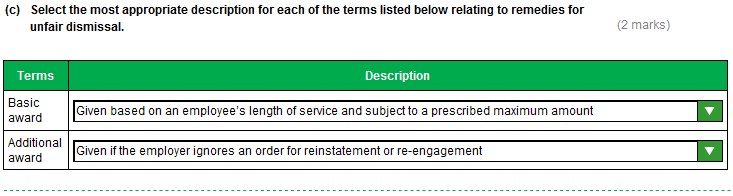 (c) Select the most appropriate description for each of the terms listed below relating to remedies for
unfair dismissal. (2 marks)
Terms Description
Basic
award
Given based on an employee's length of service and subject to a prescribed maximum amount
Additional
award
Given if the employer ignores an order for reinstatement or re-engagement